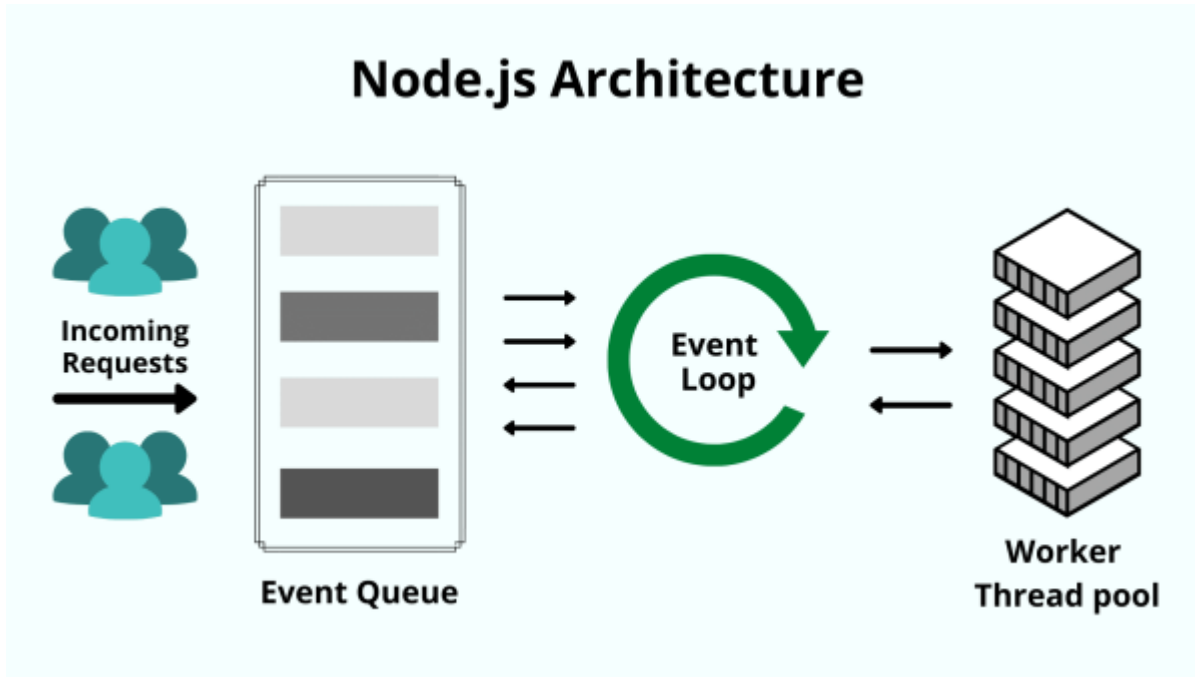 Node.js Architecture
Incoming
Requests
Event Queue
Event
Loop
Worker
Thread pool